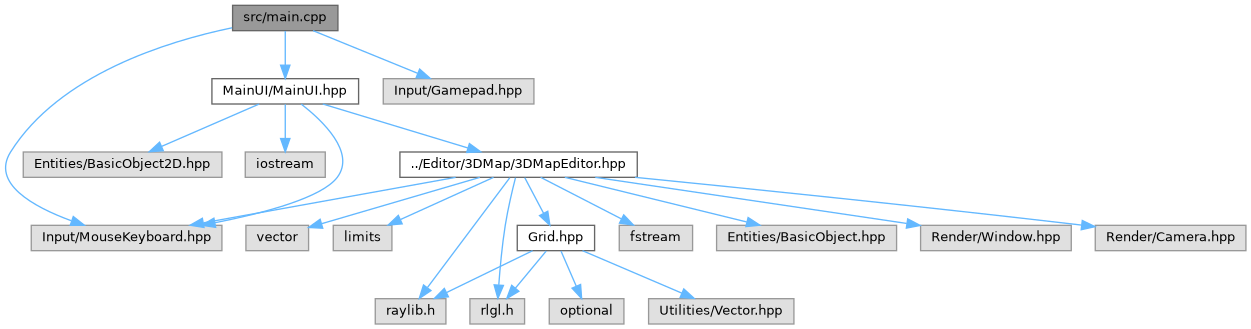 src/main.cpp
MainUI/MainUI.hpp
Input/Gamepad.hpp
Entities/BasicObject2D.hpp
iostream
../Editor/3DMap/3DMapEditor.hpp
Input/MouseKeyboard.hpp
vector
limits
Grid.hpp
fstream
Entities/BasicObject.hpp
Render/Window.hpp
Render/Camera.hpp
raylib.h
rlgl.h
optional
Utilities/Vector.hpp